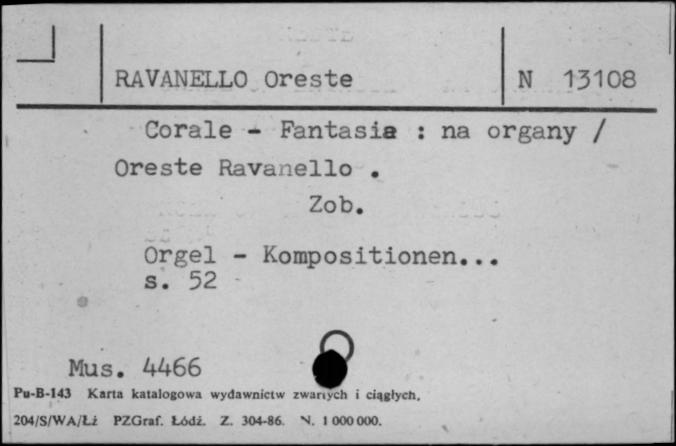 RAVANELLO Oreste N 13108
Corale - Fantasia : na organy /
Oreste Ravanello .
Zob.
Orgel - Kompositionen...
s. 52
Mus. 4466
Pu-B-143 Karta katalogowa wydawnictw zwartych i ciągłych.
204/S/WA/Łż PZGraf. Łódź. Z. 304-86. N. 1 000 000.